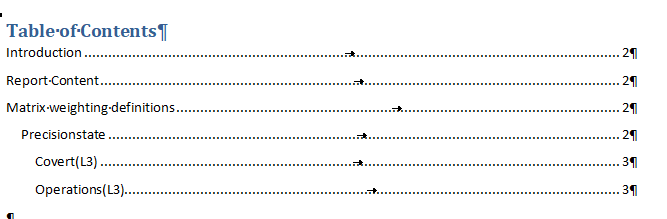 Table·of·Contents¶
Introduction → 2¶
Report·Content → 2¶
Matrix·weighting·definitions → 2¶
Precisionstate → 2¶
Covert(L3) → 3¶
Operations(L3) → 3¶
¶